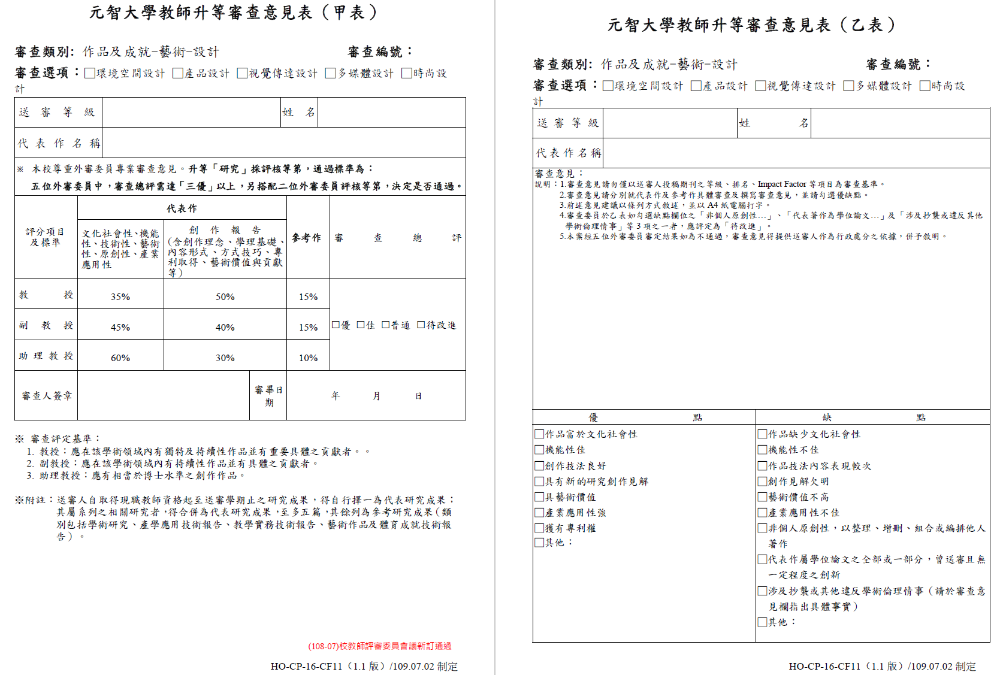 元智大學教師升等審查意見表（甲表）
審查類別: 作品及成就-藝術-設計 審查編號：
審查選項：□環境空間設計 □產品設計 □視覺傳達設計 □多媒體設計 □時尚設
計
送審等級 姓名
代表作名稱
※ 本校尊重外審委員專業審查意見。升等「研究」採評核等第，通過標準為：
五位外審委員中，審查總評需達「三優」以上，另搭配二位外審委員評核等第，決定是否通過。
評分項目
及標準
代表作
文化社會性、機能
性、技術性、藝術
性、原創性、產業
應用性
創作報告
（含創作理念、學理基礎、
內容形式、方式技巧、專
利取得、藝術價值與貢獻
等）
參考作
審查總評
教授 35% 50% 15%
副教授 45% 40% 15%
□優 □佳 □普通 □待改進
助理教授 60% 30% 10%
審查人簽章
審畢日
期
年 月 日
※ 審查評定基準：
1. 教授：應在該學術領域內有獨特及持續性作品並有重要具體之貢獻者。。
2. 副教授：應在該學術領域內有持續性作品並有具體之貢獻者。
3. 助理教授：應有相當於博士水準之創作作品。
※附註：送審人自取得現職教師資格起至送審學期止之研究成果，得自行擇一為代表研究成果；
其屬系列之相關研究者，得合併為代表研究成果，至多五篇，其餘列為參考研究成果（類
別包括學術研究、產學應用技術報告、教學實務技術報告、藝術作品及體育成就技術報
告）。
(108-07)校教師評審委員會議新訂通過
HO-CP-16-CF11（1.1 版）/109.07.02 制定
元智大學教師升等審查意見表（乙表）
審查類別: 作品及成就-藝術-設計 審查編號：
審查選項：□環境空間設計 □產品設計 □視覺傳達設計 □多媒體設計 □時尚設
計
送審等級 姓名
代表作名稱
審查意見：
說明：1.審查意見請勿僅以送審人投稿期刊之等級、排名、Impact Factor 等項目為審查基準。
2.審查意見請分別就代表作及參考作具體審查及撰寫審查意見，並請勾選優缺點。
3.前述意見建議以條列方式敘述，並以 A4 紙電腦打字。
4.審查委員於乙表如勾選缺點欄位之「非個人原創性…」、「代表著作為學位論文…」及「涉及抄襲或違反其他
學術倫理情事」等 3 項之一者，應評定為「待改進」。
5.本案經五位外審委員審定結果如為不通過，審查意見得提供送審人作為行政處分之依據，併予敘明。
優點
□作品富於文化社會性
□機能性佳
□創作技法良好
□具有新的研究創作見解
□具藝術價值
□產業應用性強
□獲有專利權
□其他：
缺點
□作品缺少文化社會性
□機能性不佳
□作品技法內容表現較次
□創作見解欠明
□藝術價值不高
□產業應用性不佳
□非個人原創性，以整理、增刪、組合或編排他人
著作
□代表作屬學位論文之全部或一部分，曾送審且無
一定程度之創新
□涉及抄襲或其他違反學術倫理情事（請於審查意
見欄指出具體事實）
□其他：
HO-CP-16-CF11（1.1 版）/109.07.02 制定